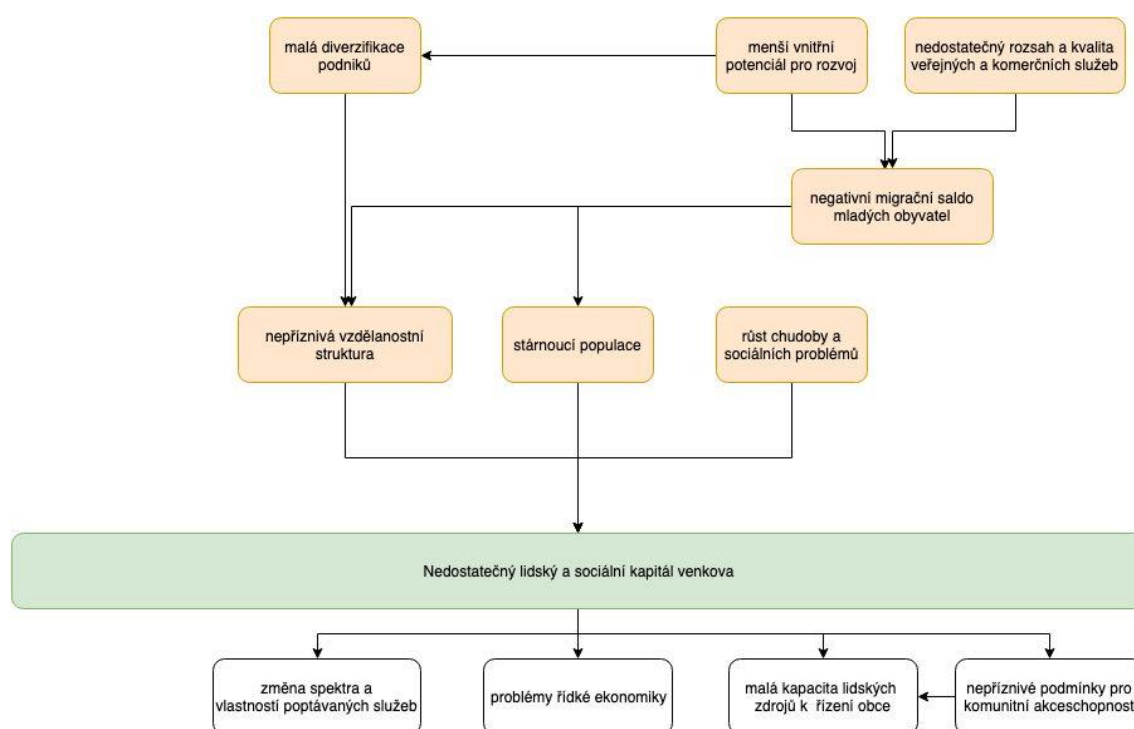 malá diverzifikace
podniků
menší vnitřní
potenciál pro rozvoj
nedostatečný rozsah a kvalita
veřejných a komerčních služeb
negativní migrační saldo
mladých obyvatel
nepříznivá vzdělanostní
struktura
stárnoucí populace
růst chudoby a
sociálních problémů
Nedostatečný lidský a sociální kapitál venkova
změna spektra a
vlastností poptávaných služeb
problémy řídké ekonomiky
malá kapacita lidských
zdrojů k řízení obce
nepříznivé podmínky pro
komunitní akceschopnost